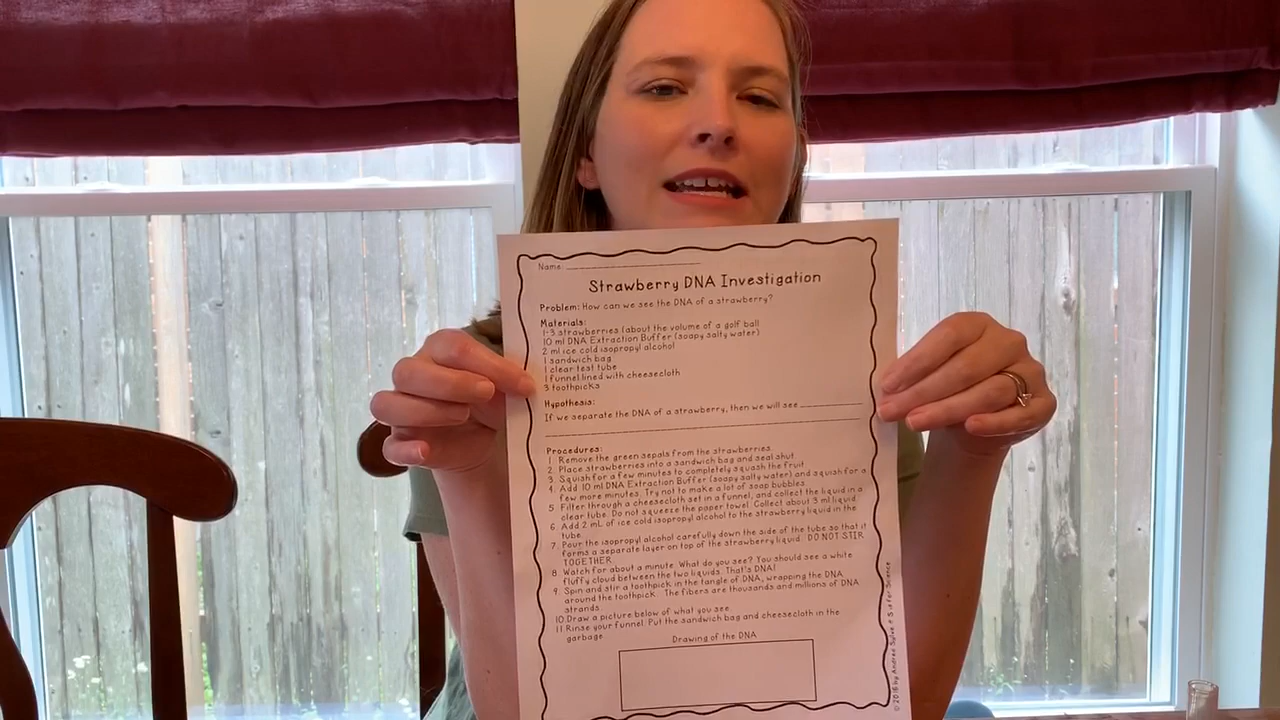 Name:
Strawberry DNA Investigation
Problem: How can we see the DNA of a strawberry?
Materials:
1-3 strawberries (about the volume of a golf ball
10 ml DNA Extraction Buffer (soapy salty water)
2 ml ice cold isopropyl alcohol
1 sandwich bag
1 clear test tube
1 funnel lined with cheesecloth
3 toothpicks
Hypothesis:
If we separate the DNA of a strawberry, then we will see
Procedures:
1. Remove the green sepals from the strawberries.
2. Place strawberries into a sandwich bag and seal shut
3. Squish for a few minutes to completely squash the fruit.
4. Add 10 ml DNA Extraction Buffer (soapy salty water) and squish for a
few more minutes. Try not to make a lot of soap bubbles.
5. Filter through a cheesecloth set in a funnel, and collect the liquid in a
clear tube. Do not squeeze the paper towel. Collect about 3 ml liquid.
6. Add 2 mL of ice cold isopropyl alcohol to the strawberry liquid in the
tube.
7. Pour the isopropyl alcohol carefully down the side of the tube so that it
forms a separate layer on top of the strawberry liquid. DO NOT STIR
TOGETHER.
8. Watch for about a minute. What do you see? You should see a white
fluffy cloud between the two liquids. That's DNA!
9. Spin and stir a toothpick in the tangle of DNA, wrapping the DNA
around the toothpick. The fibers are thousands and millions of DNA
strands.
10. Draw a picture below of what you see
11. Rinse your funnel. Put the sandwich bag and cheesecloth in the
garbage.
Drawing of the DNA
S is for Science